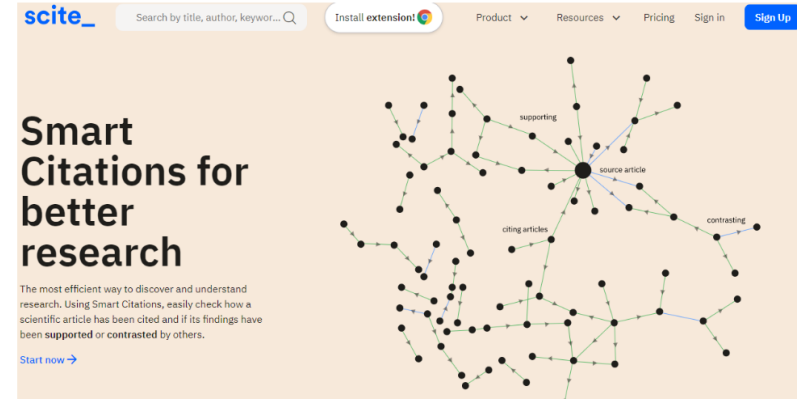 scite_
Search by title, author, keywor...
Install extension!
Product
Resources
Pricing
Sign in
Sign Up
Smart
Citations for
better
research
The most efficient way to discover and understand
research. Using Smart Citations, easily check how a
scientific article has been cited and if its findings have
been supported or contrasted by others.
Start now →
supporting
source article
contrasting
citing articles